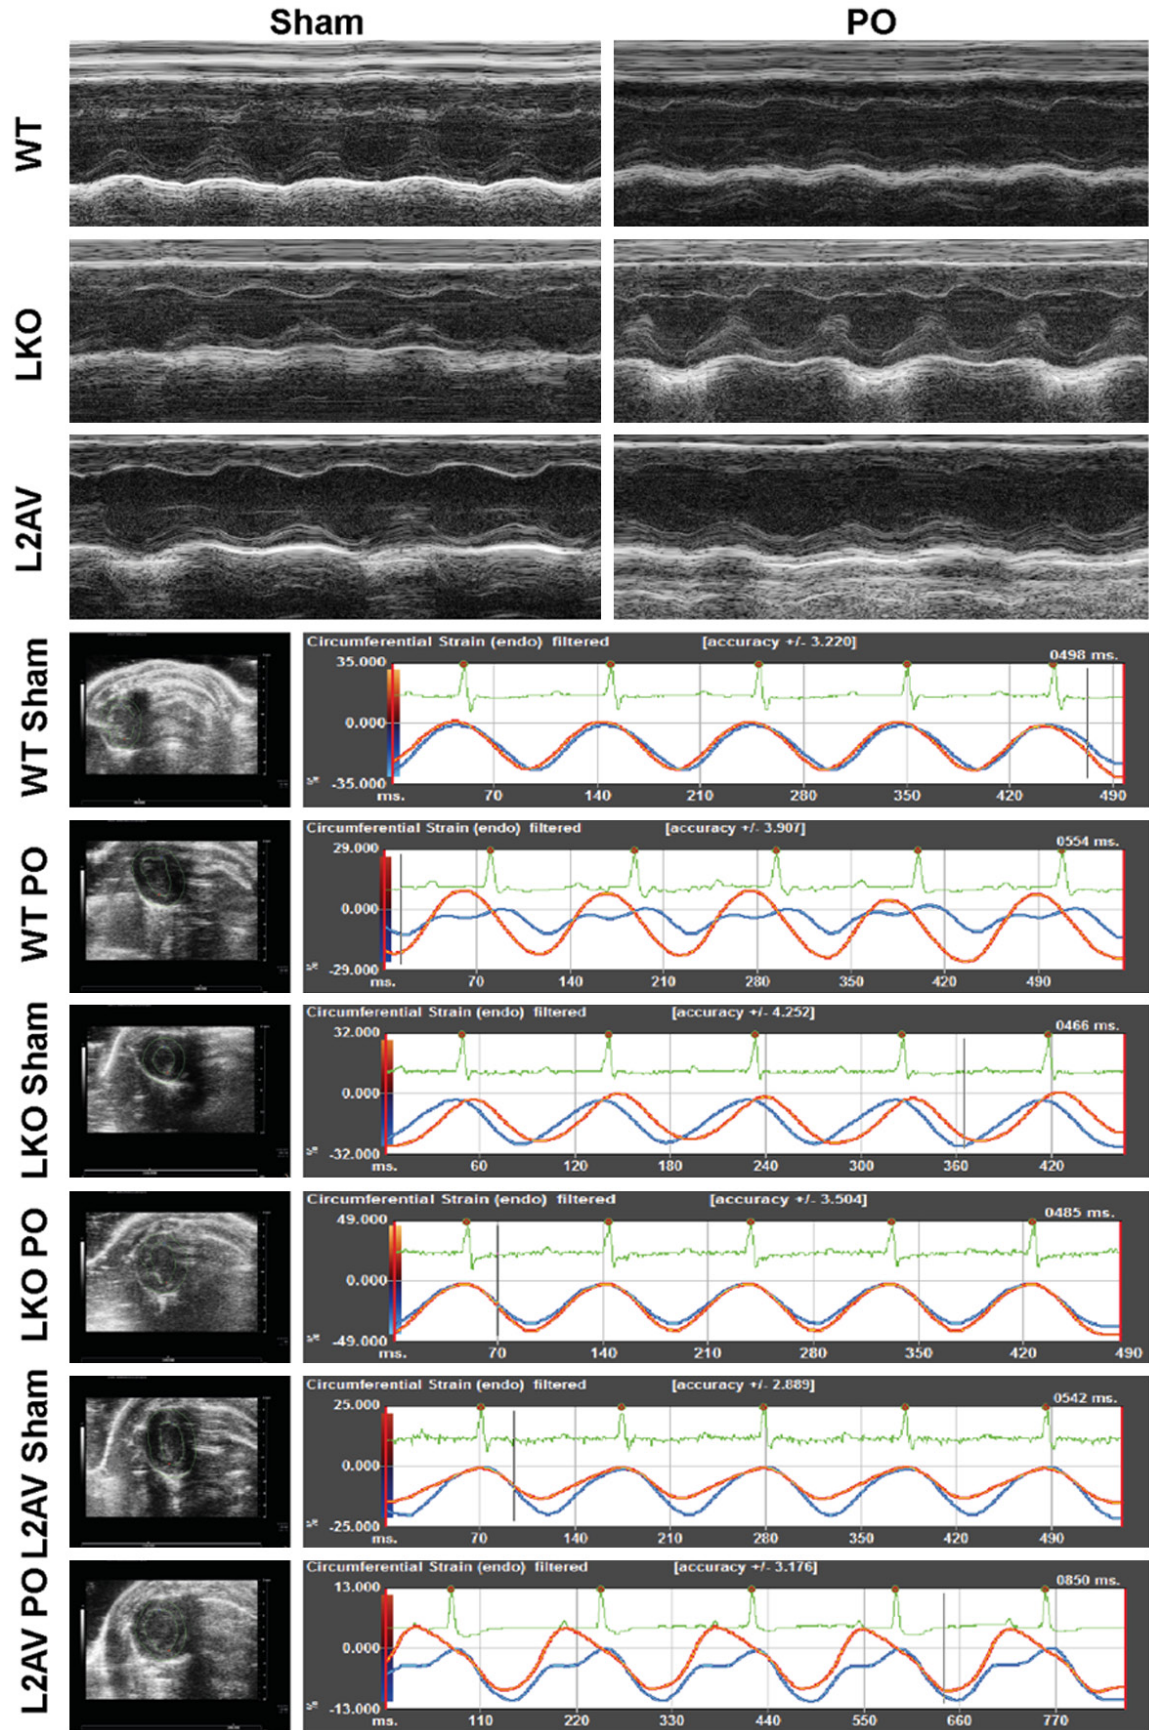 Sham PO
WT
LKO
L2AV
WT Sham
Circumferential Strain (endo) filtered [accuracy +/- 3.220]
35.000 0498 ms.
0.000
-35.000
ms. 70 140 210 280 350 420 490
WT PO
Circumferential Strain (endo) filtered [accuracy +/- 3.907]
29.000 0554 ms.
0.000
-29.000
ms. 70 140 210 280 350 420 490
LKO Sham
Circumferential Strain (endo) filtered [accuracy +/- 4.252]
32.000 0466 ms.
0.000
-32.000
ms. 60 120 180 240 300 360 420
LKO PO
Circumferential Strain (endo) filtered [accuracy +/- 3.504]
49.000 0485 ms.
0.000
-49.000
ms. 70 140 210 280 350 420 490
L2AV Sham
Circumferential Strain (endo) filtered [accuracy +/- 2.889]
25.000 0542 ms.
0.000
-25.000
ms. 70 140 210 280 350 420 490
L2AV PO
Circumferential Strain (endo) filtered [accuracy +/- 3.176]
13.000 0850 ms.
0.000
-13.000
ms. 110 220 330 440 550 660 770